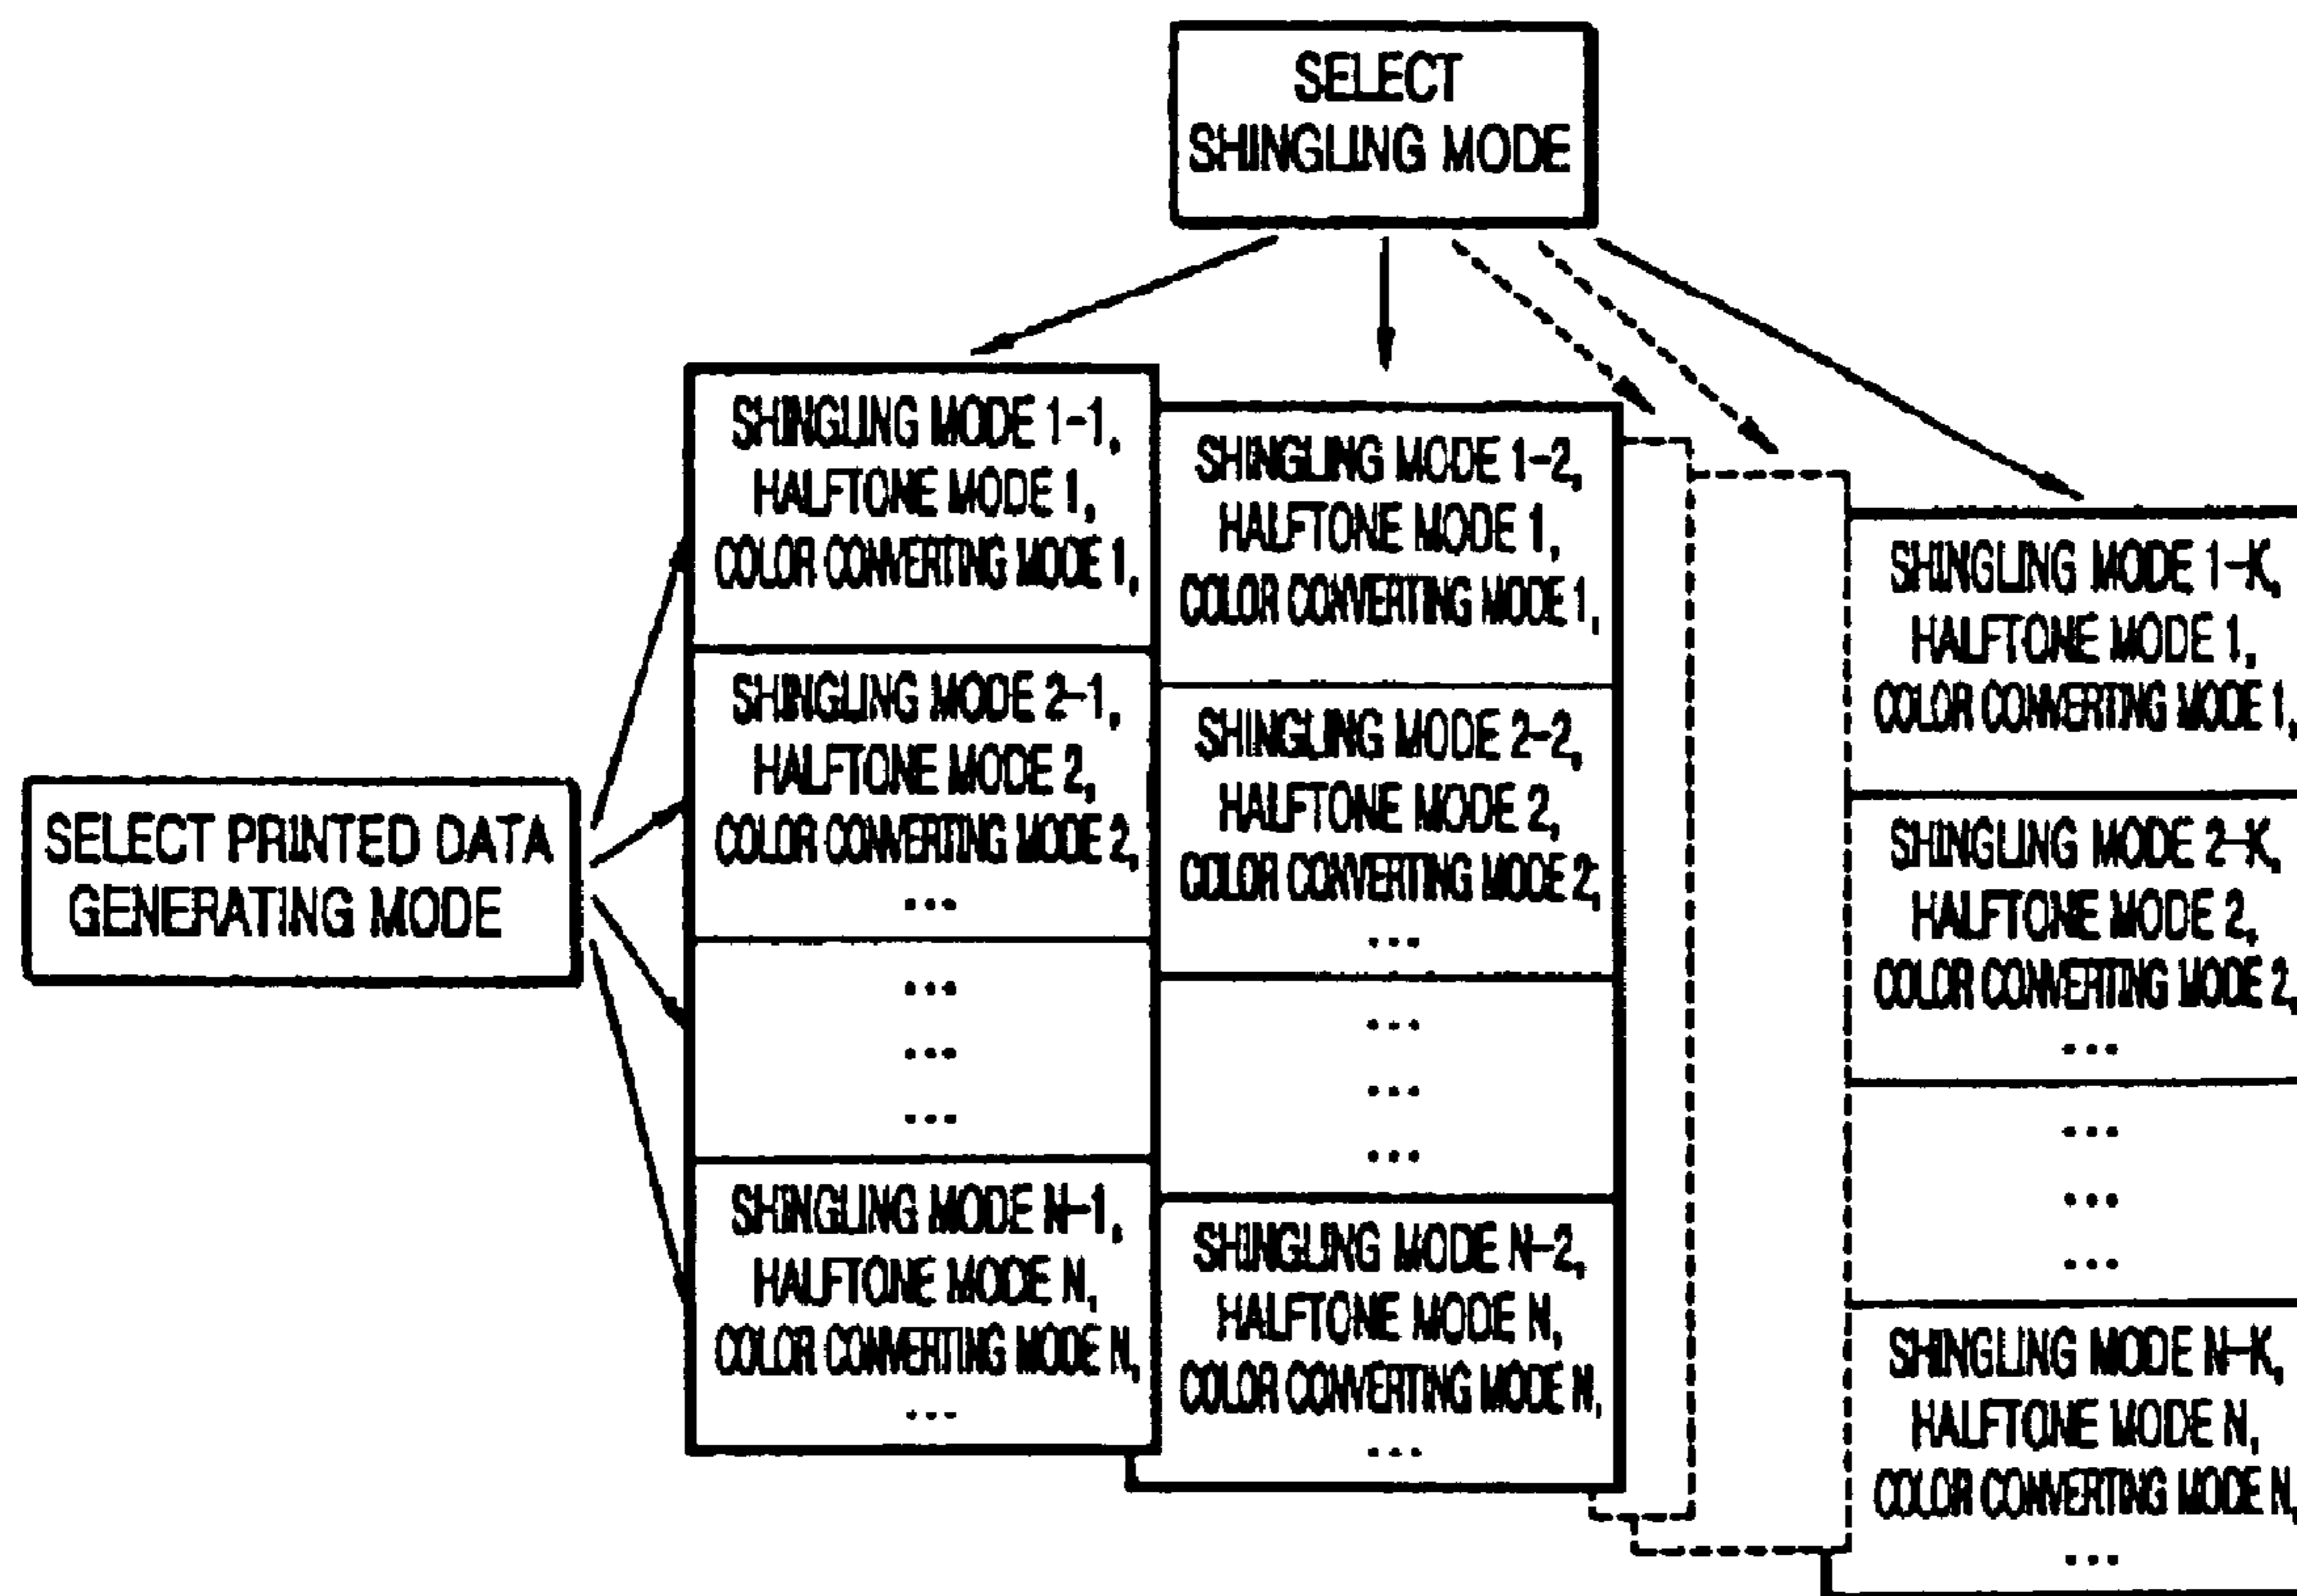 SELECT
SHINGLING MODE
SHINGLING MODE 1-1,
HALFTONE MODE 1,
COLOR CONVERTING MODE 1,
SHINGLING MODE 2-1,
HALFTONE MODE 2,
COLOR CONVERTING MODE 2,
...
...
...
...
SHINGLING MODE N-1,
HALFTONE MODE N,
COLOR CONVERTING MODE N,
...
SHINGLING MODE 1-2,
HALFTONE MODE 1,
COLOR CONVERTING MODE 1,
SHINGLING MODE 2-2,
HALFTONE MODE 2,
COLOR CONVERTING MODE 2,
...
...
...
...
SHINGLING MODE N-2,
HALFTONE MODE N,
COLOR CONVERTING MODE N,
...
SHINGLING MODE 1-K,
HALFTONE MODE 1,
COLOR CONVERTING MODE 1,
SHINGLING MODE 2-K,
HALFTONE MODE 2,
COLOR CONVERTING MODE 2,
...
...
...
...
SHINGLING MODE N-K,
HALFTONE MODE N,
COLOR CONVERTING MODE N,
...
SELECT PRINTED DATA
GENERATING MODE